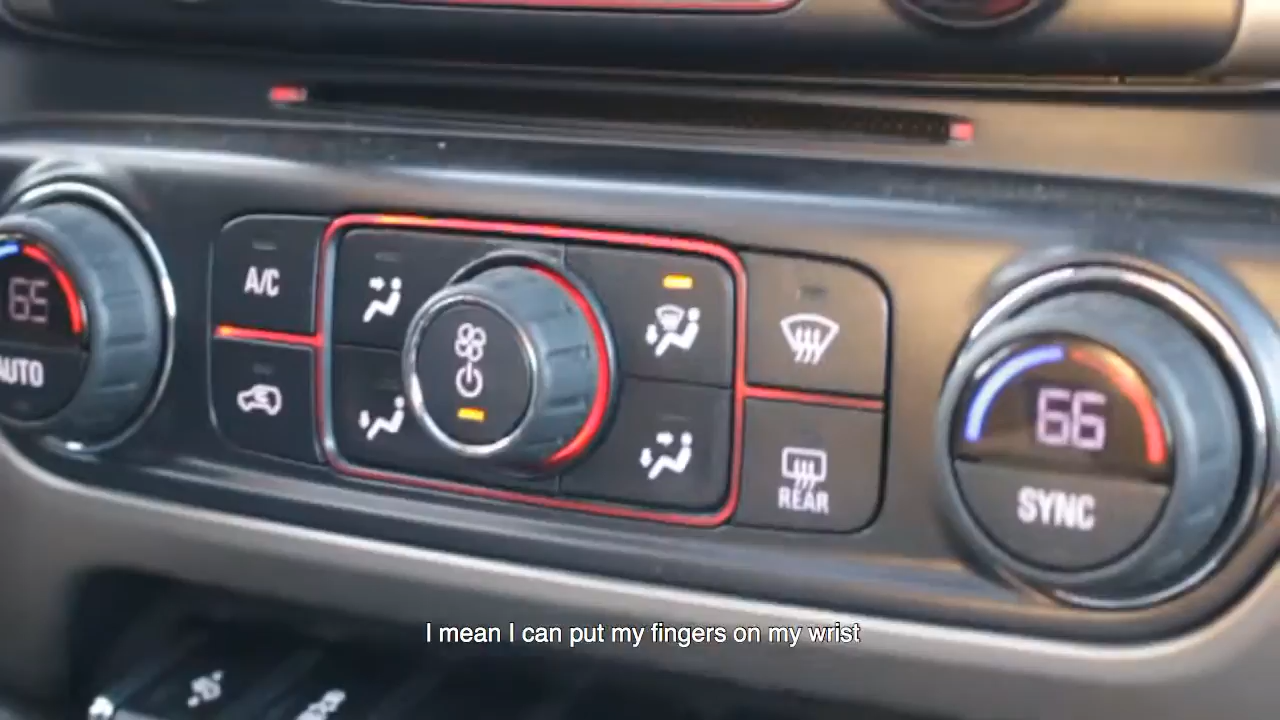 65
AUTO
A/C
REAR
66
SYNC
I mean I can put my fingers on my wrist